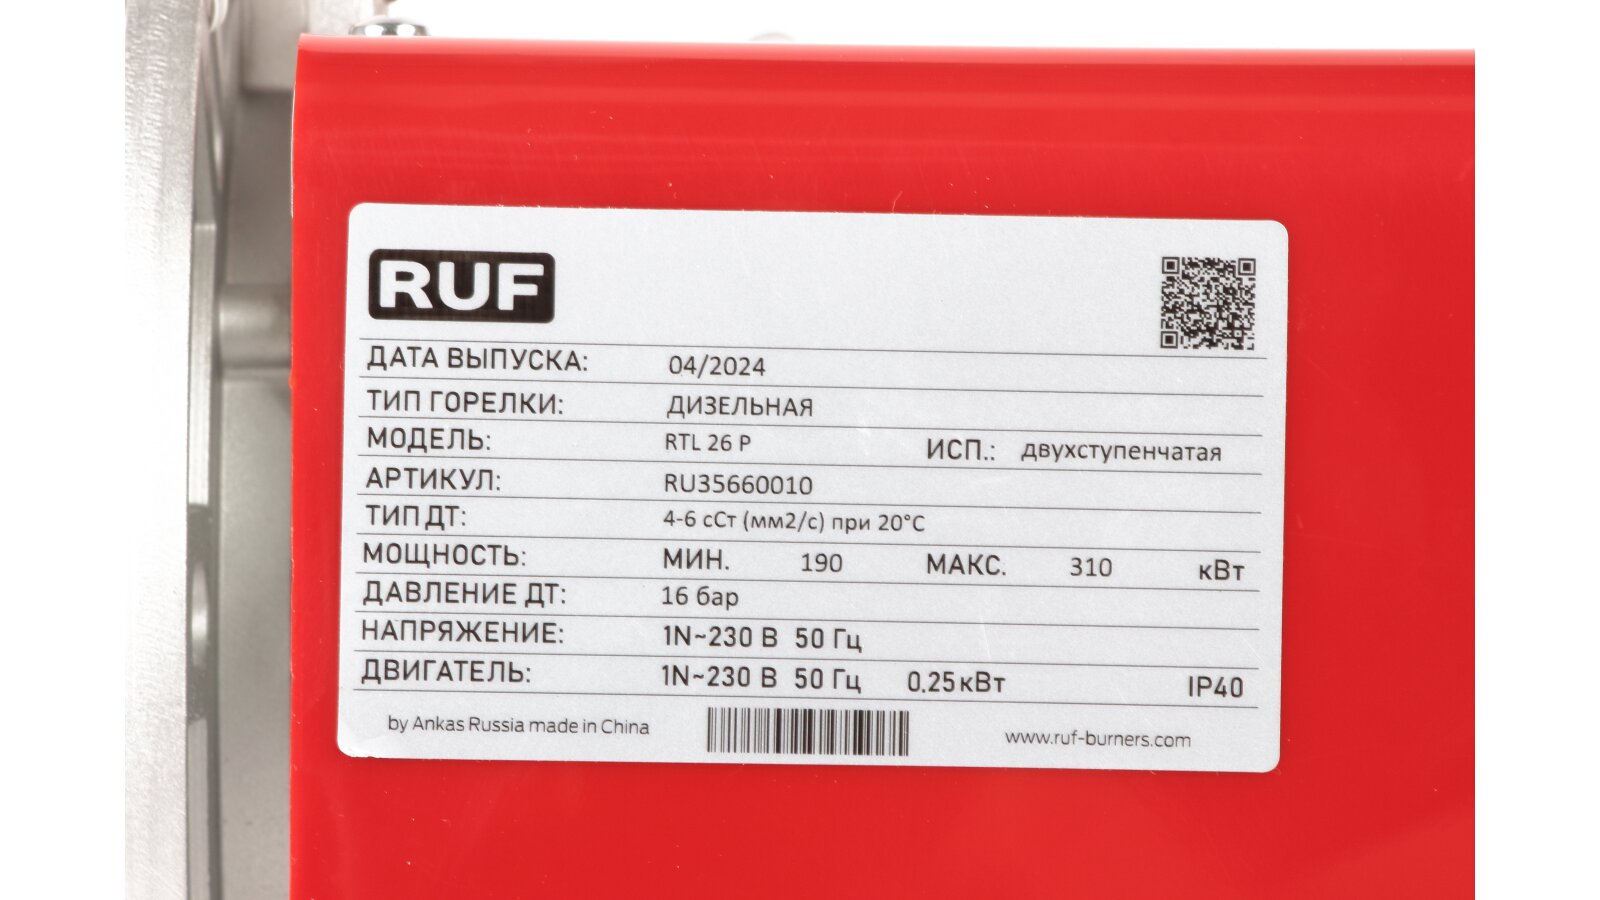 RUF
ДАТА ВЫПУСКА: 04/2024
ТИП ГОРЕЛКИ: ДИЗЕЛЬНАЯ
МОДЕЛЬ: RTL 26 P ИСП.: двухступенчатая
АРТИКУЛ: RU35660010
ТИП ДТ: 4-6 сСт (мм2/с) при 20°C
МОЩНОСТЬ: МИН. 190 МАКС. 310 кВт
ДАВЛЕНИЕ ДТ: 16 бар
НАПРЯЖЕНИЕ: 1N~230 В 50 Гц
ДВИГАТЕЛЬ: 1N~230 В 50 Гц 0.25кВт IP40
by Ankas Russia made in China www.ruf-burners.com